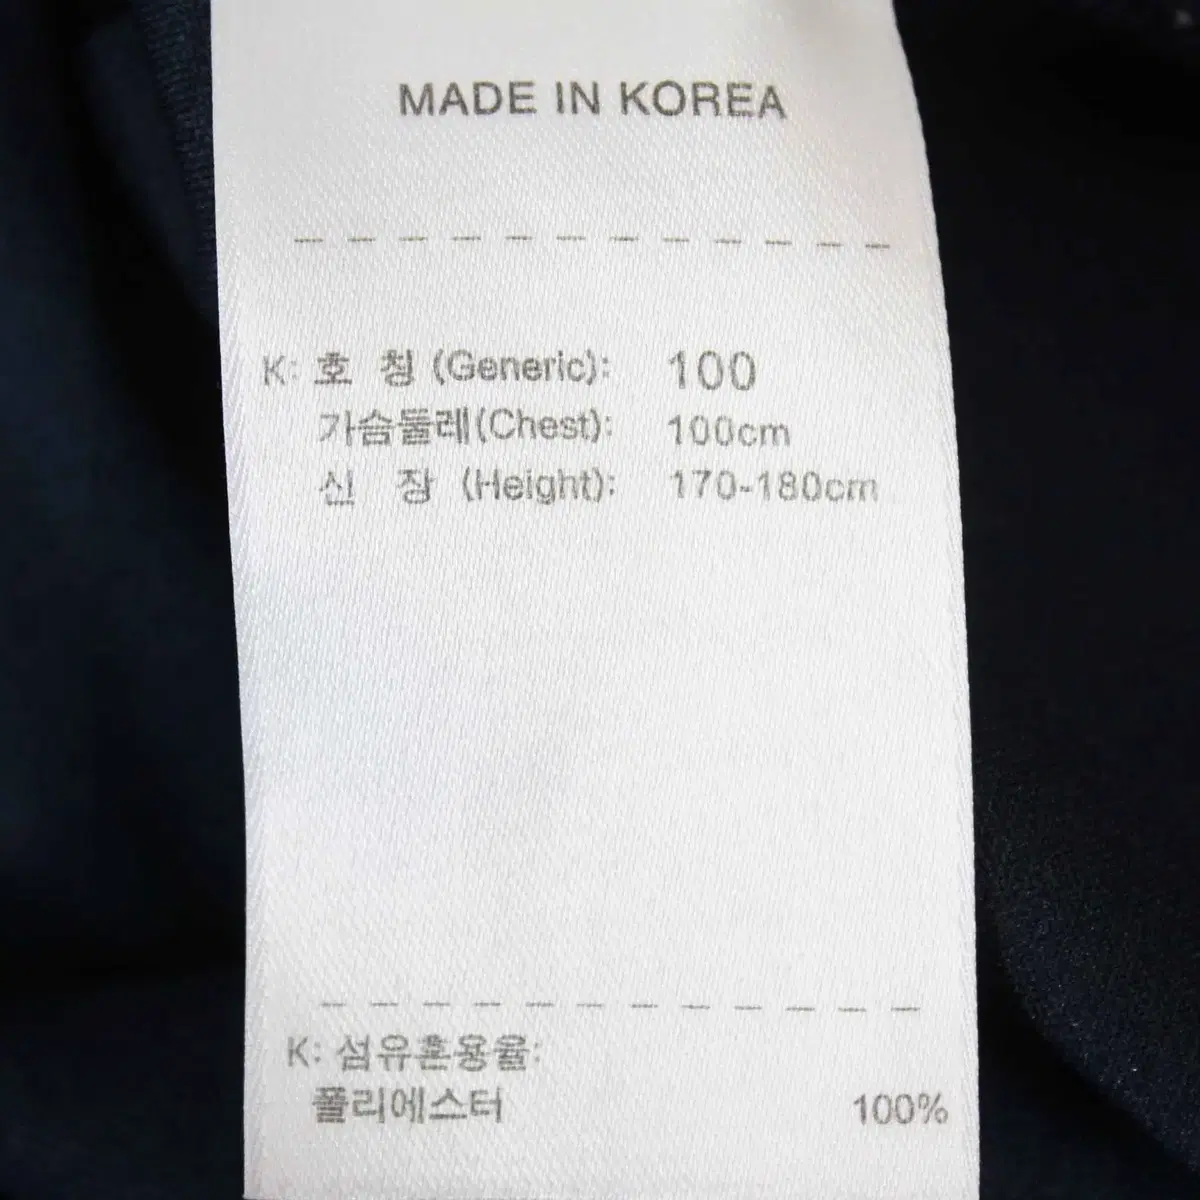 MADE IN KOREA
K: 호 칭 (Generic): 100
가슴둘레(Chest): 100cm
신 장 (Height): 170-180cm
K: 섬유혼용율:
폴리에스터 100%